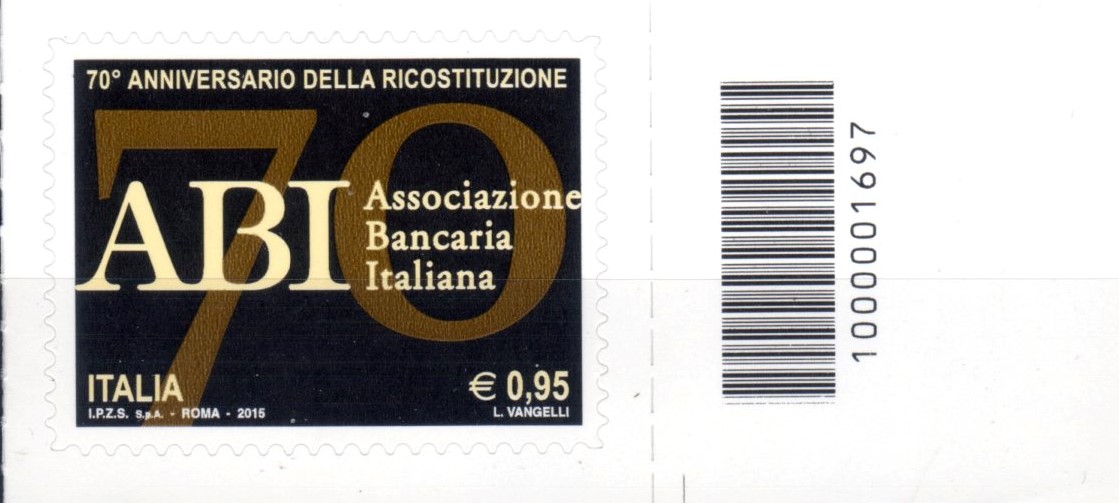 70° ANNIVERSARIO DELLA RICOSTITUZIONE
70
ABI
Associazione
Bancaria
Italiana
ITALIA
€ 0,95
I.P.Z.S. S.p.A. - ROMA - 2015
L. VANGELLI
1000001697